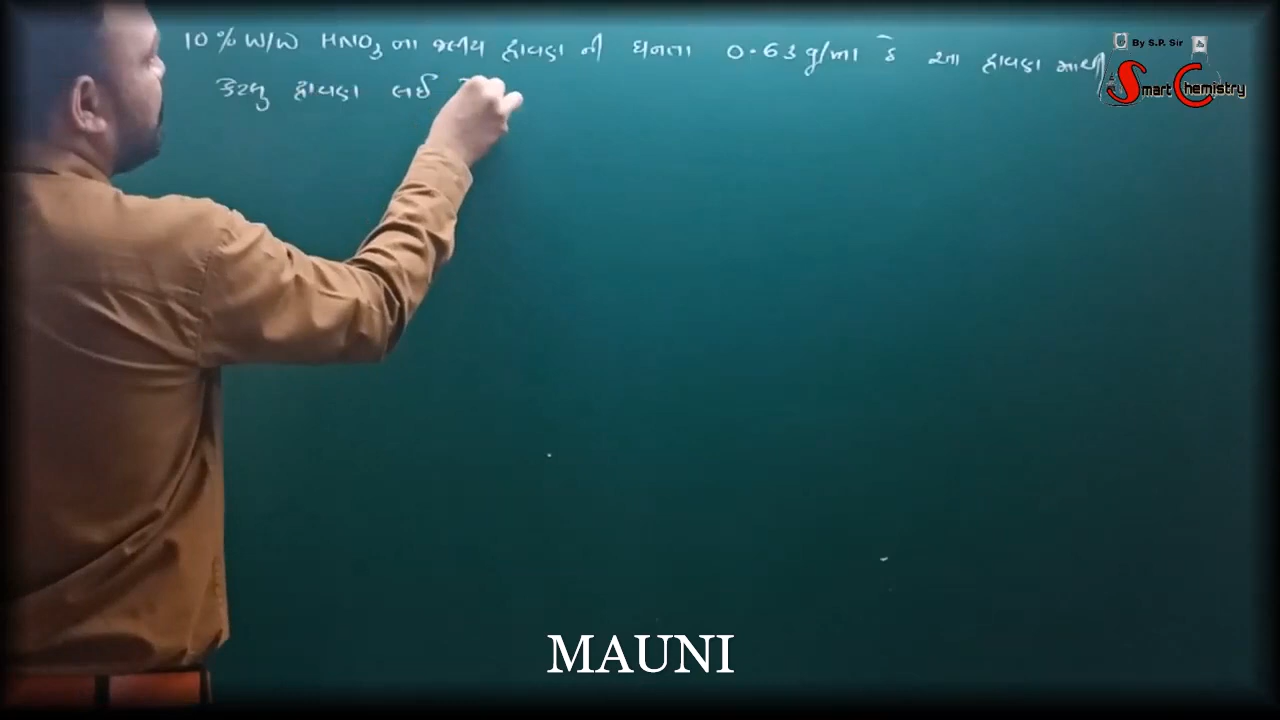 10% W/W HNO3 ના જલીય દ્રાવણ ની ઘનતા 0.63 g/ml છે આ દ્રાવણ માથી
કેટલુ દ્રાવણ લઈ
By S.P. Sir
Smart Chemistry
MAUNI